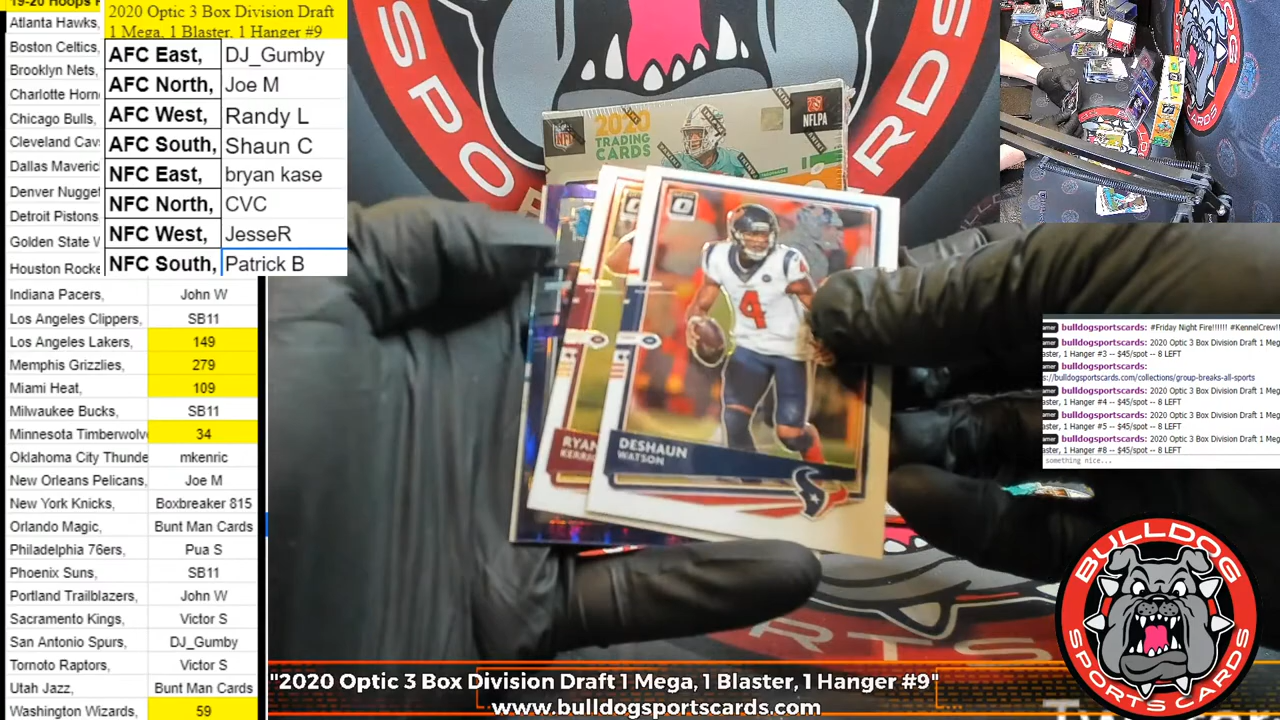 19-20 Hoops
Atlanta Hawks,
Boston Celtics,
Brooklyn Nets,
Charlotte Horn
Chicago Bulls,
Cleveland Cav
Dallas Maveric
Denver Nugget
Detroit Pistons
Golden State
Houston Rocke
Indiana Pacers, John W
Los Angeles Clippers, SB11
Los Angeles Lakers, 149
Memphis Grizzlies, 279
Miami Heat, 109
Milwaukee Bucks, SB11
Minnesota Timberwolv 34
Oklahoma City Thunde mkenric
New Orleans Pelicans, Joe M
New York Knicks, Boxbreaker 815
Orlando Magic, Bunt Man Cards
Philadelphia 76ers, Pua S
Phoenix Suns, SB11
Portland Trailblazers, John W
Sacramento Kings, Victor S
San Antonio Spurs, DJ_Gumby
Tornoto Raptors, Victor S
Utah Jazz, Bunt Man Cards
Washington Wizards, 59
2020 Optic 3 Box Division Draft
1 Mega, 1 Blaster, 1 Hanger #9
AFC East, DJ_Gumby
AFC North, Joe M
AFC West, Randy L
AFC South, Shaun C
NFC East, bryan kase
NFC North, CVC
NFC West, JesseR
NFC South, Patrick B
SPO
RDS
NFL
2020
TRADING
CARDS
NFLPA
4
RYAN
KERRI
DESHAUN
WATSON
RTS
bulldogsportscards: #Friday Night Fire!!!!!! #KennelCrew!!
bulldogsportscards: 2020 Optic 3 Box Division Draft 1 Meg
aster, 1 Hanger #3 -- $45/spot -- 8 LEFT
bulldogsportscards:
s://bulldogsportscards.com/collections/group-breaks-all-sports
bulldogsportscards: 2020 Optic 3 Box Division Draft 1 Meg
aster, 1 Hanger #4 -- $45/spot -- 8 LEFT
bulldogsportscards: 2020 Optic 3 Box Division Draft 1 Meg
aster, 1 Hanger #5 -- $45/spot -- 8 LEFT
bulldogsportscards: 2020 Optic 3 Box Division Draft 1 Meg
aster, 1 Hanger #8 -- $45/spot -- 8 LEFT
something nice...
BULLDOG
SPORTS CARDS
"2020 Optic 3 Box Division Draft 1 Mega, 1 Blaster, 1 Hanger #9"
www.bulldogsportscards.com